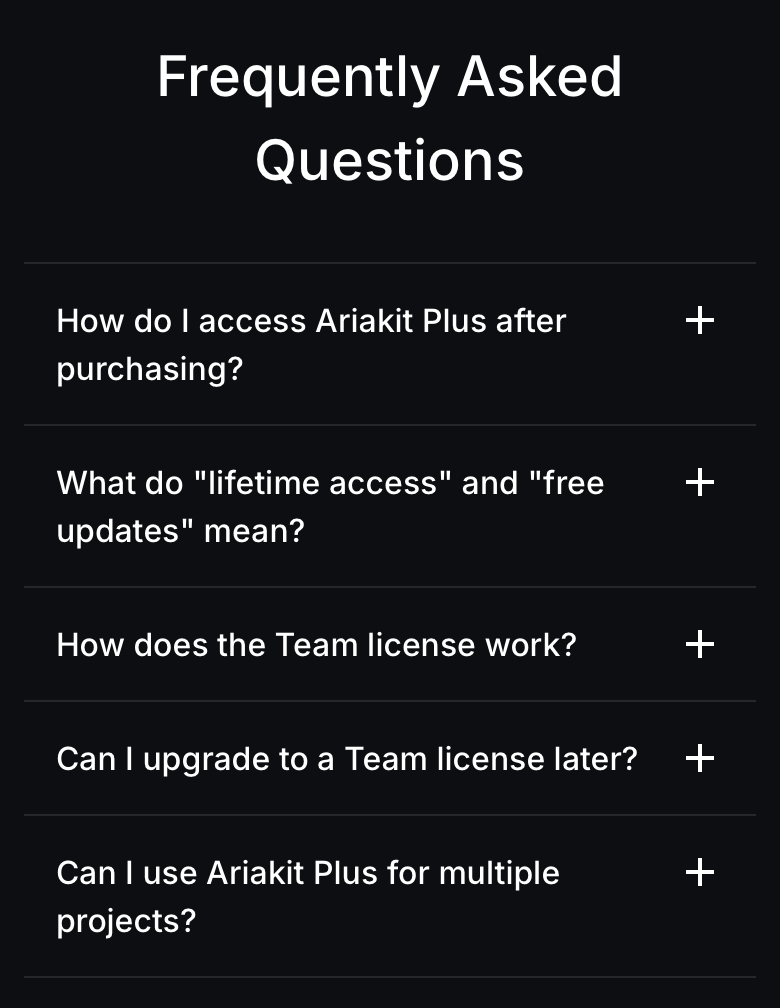 Frequently Asked
Questions
How do I access Ariakit Plus after
purchasing?
What do "lifetime access" and "free
updates" mean?
How does the Team license work?
Can I upgrade to a Team license later?
Can I use Ariakit Plus for multiple
projects?